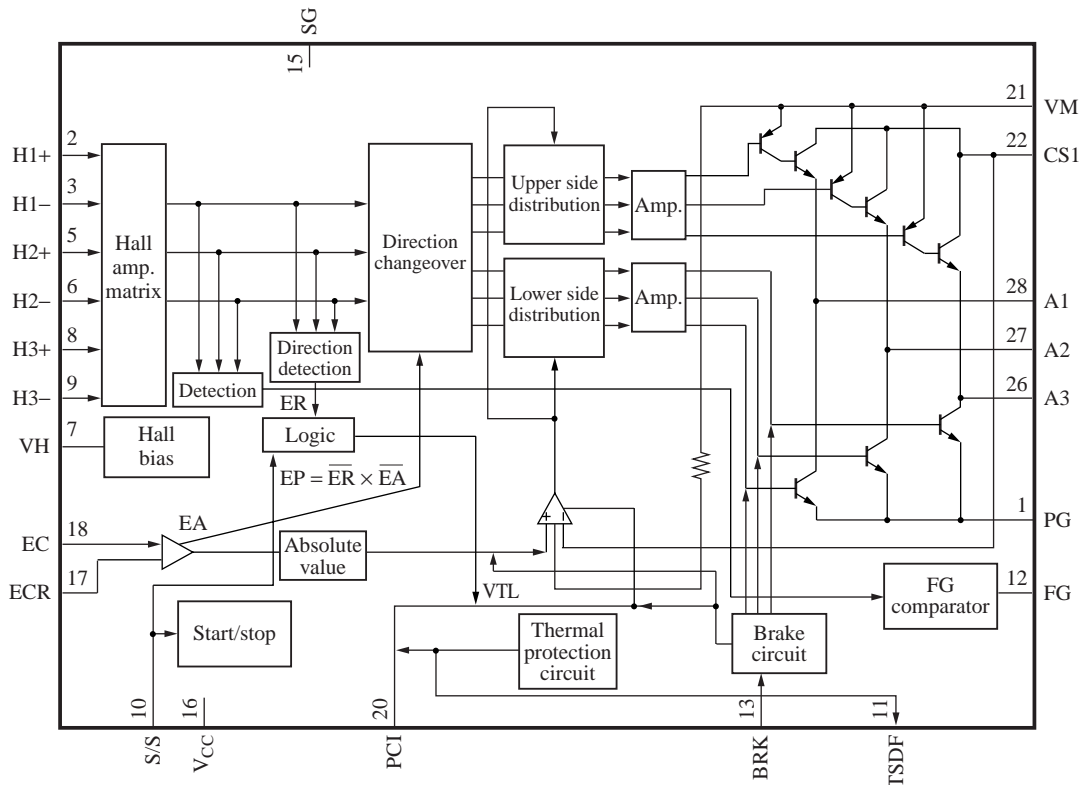 SG
15
21
VM
22
CS1
2
H1+
3
H1−
5
H2+
6
H2−
8
H3+
9
H3−
7
VH
Hall
amp.
matrix
Direction
changeover
Upper side
distribution
Amp.
Lower side
distribution
Amp.
28
A1
27
A2
26
A3
Direction
detection
Detection
ER
Logic
Hall
bias
EP = E̅R̅ × E̅A̅
EA
18
EC
17
ECR
Absolute
value
+
−
1
PG
VTL
FG
comparator
12
FG
Start/stop
Thermal
protection
circuit
Brake
circuit
10
16
20
13
11
S/S
VCC
PCI
BRK
TSDF